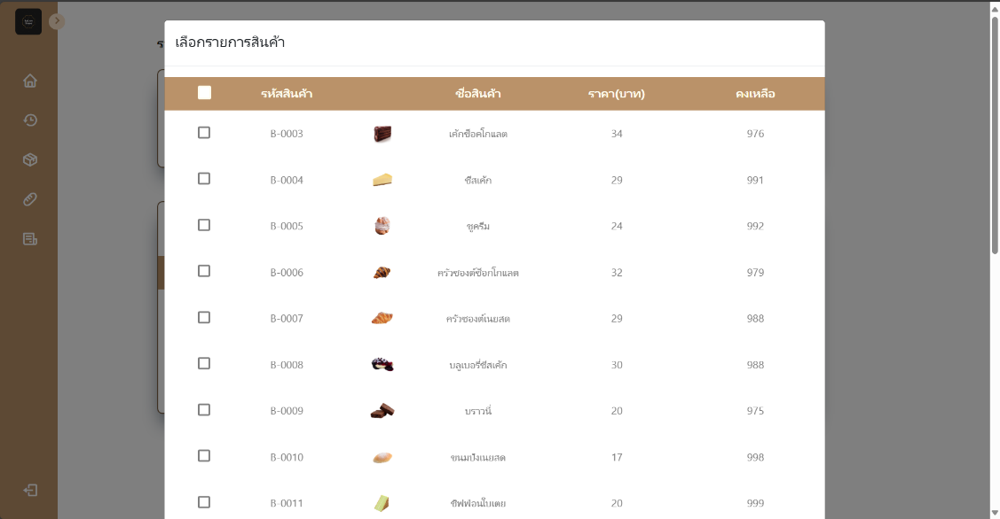 เลือกรายการสินค้า
รหัสสินค้า ชื่อสินค้า ราคา(บาท) คงเหลือ
B-0003 เค้กช็อคโกแลต 34 976
B-0004 ชีสเค้ก 29 991
B-0005 ชูครีม 24 992
B-0006 ครัวซองต์ช็อกโกแลต 32 979
B-0007 ครัวซองต์เนยสด 29 988
B-0008 บลูเบอรี่ชีสเค้ก 30 988
B-0009 บราวนี่ 20 975
B-0010 ขนมปังเนยสด 17 998
B-0011 ชิฟฟ่อนใบเตย 20 999